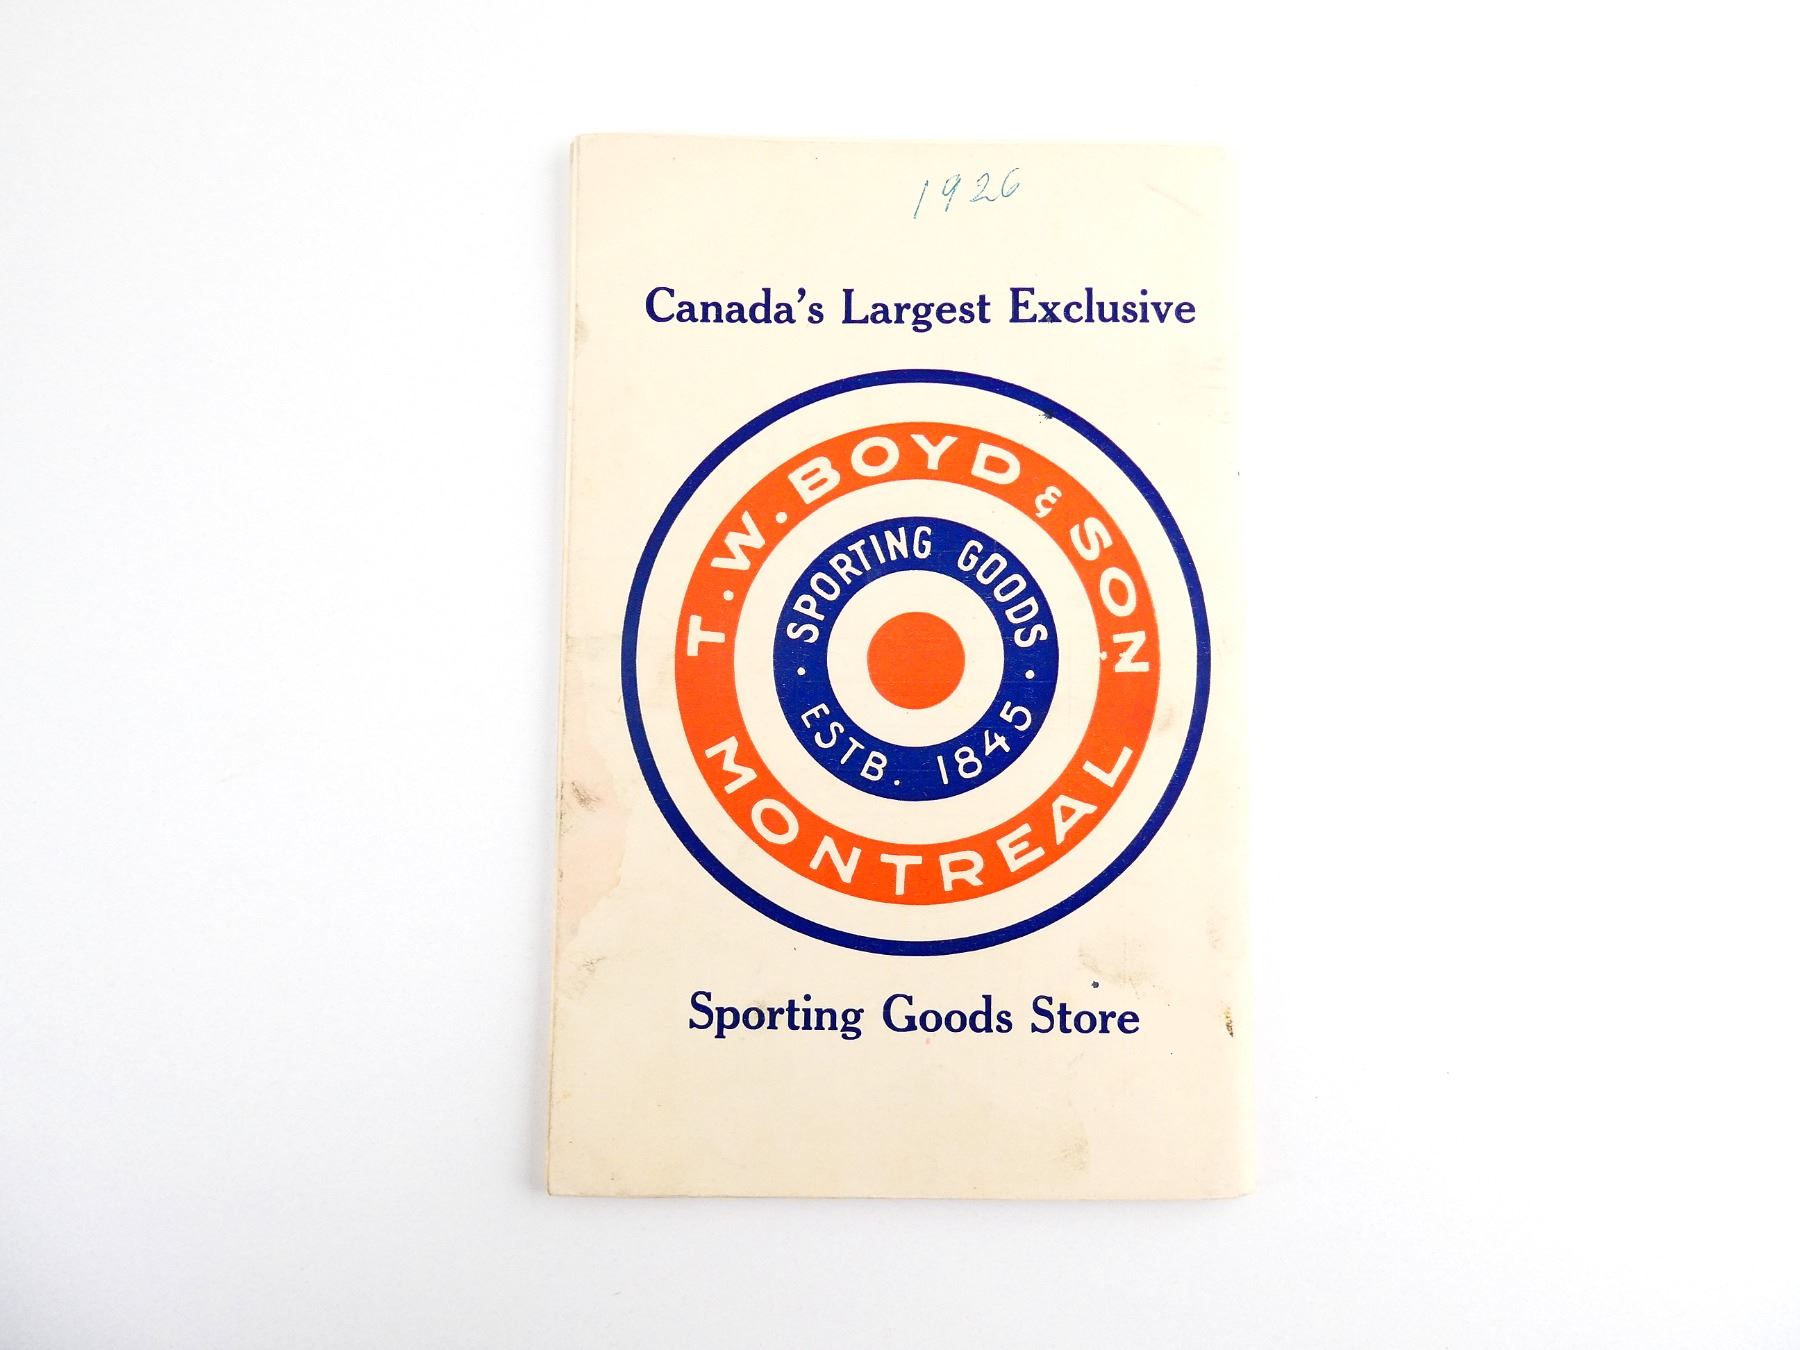 1926
Canada's Largest Exclusive
T. W. BOYD & SON
· SPORTING GOODS ·
ESTB. 1845
MONTREAL
Sporting Goods Store